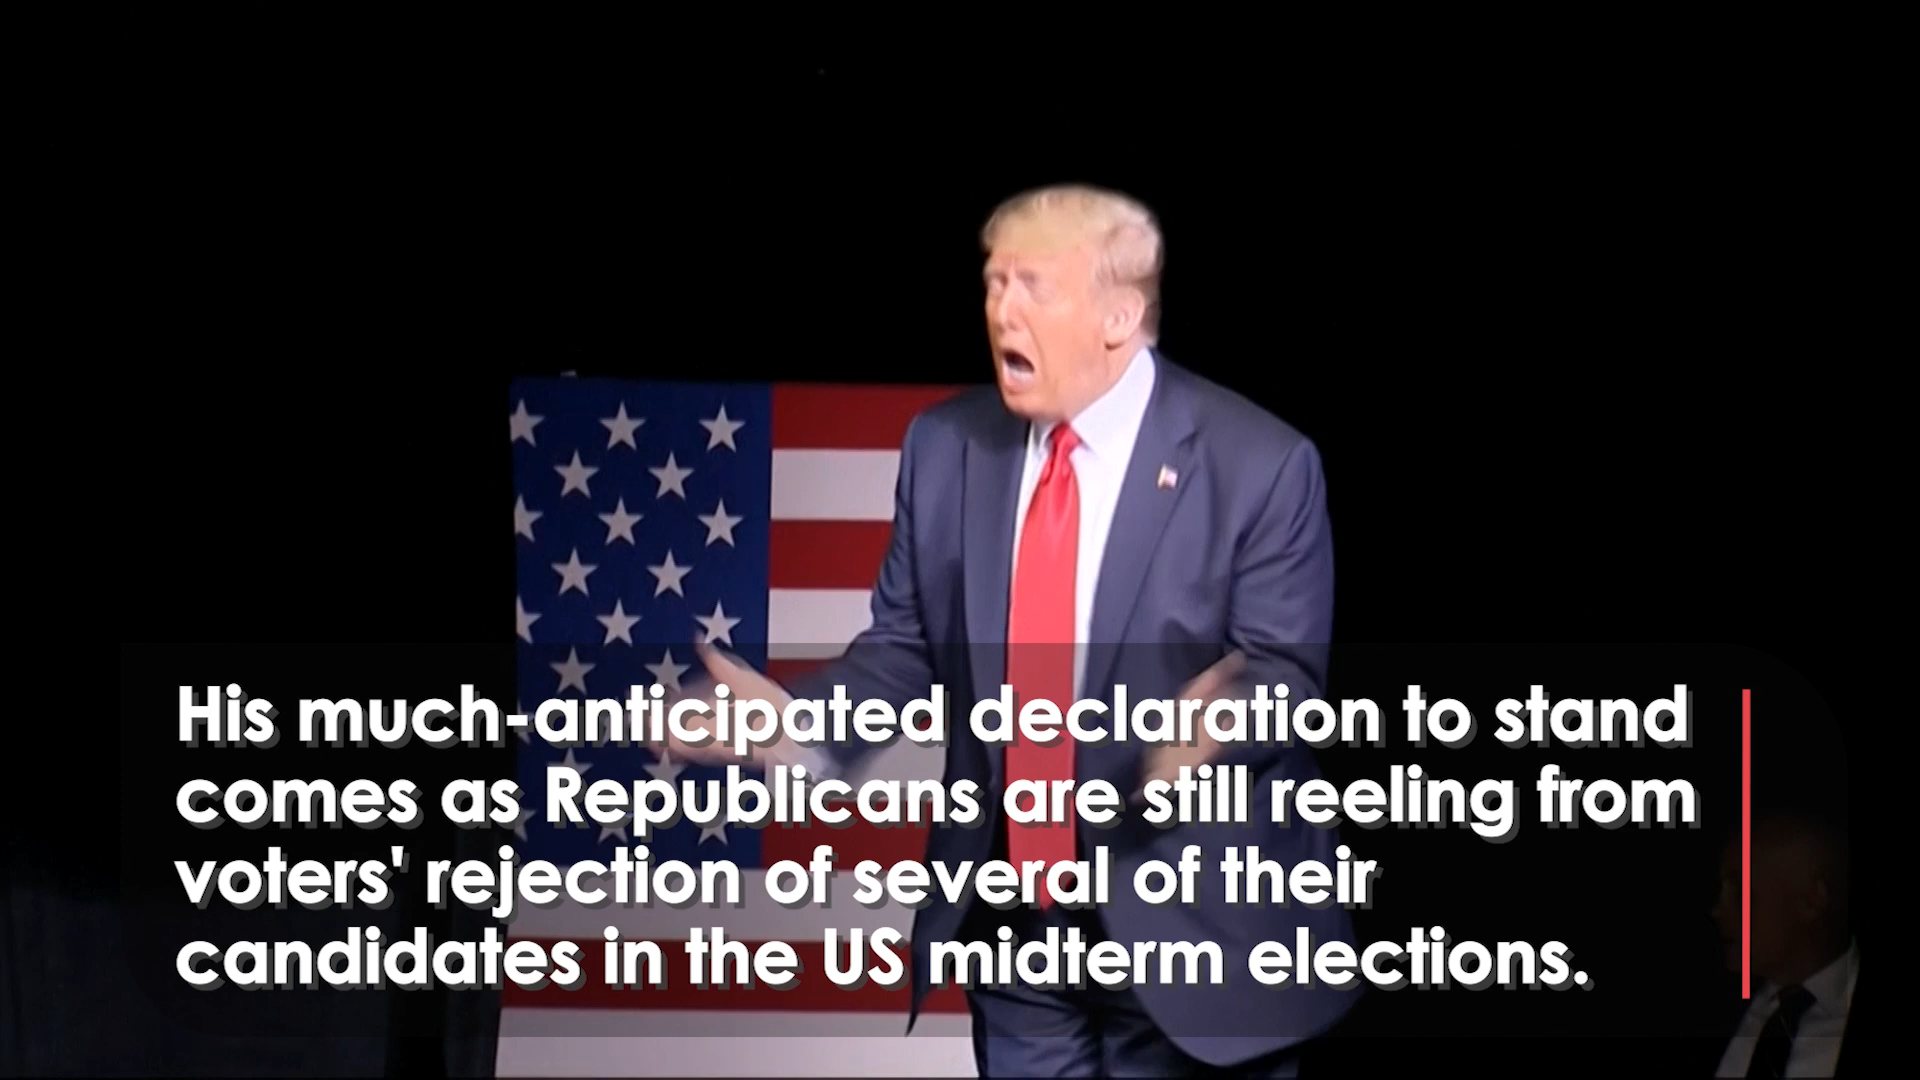 His much-anticipated declaration to stand
comes as Republicans are still reeling from
voters' rejection of several of their
candidates in the US midterm elections.